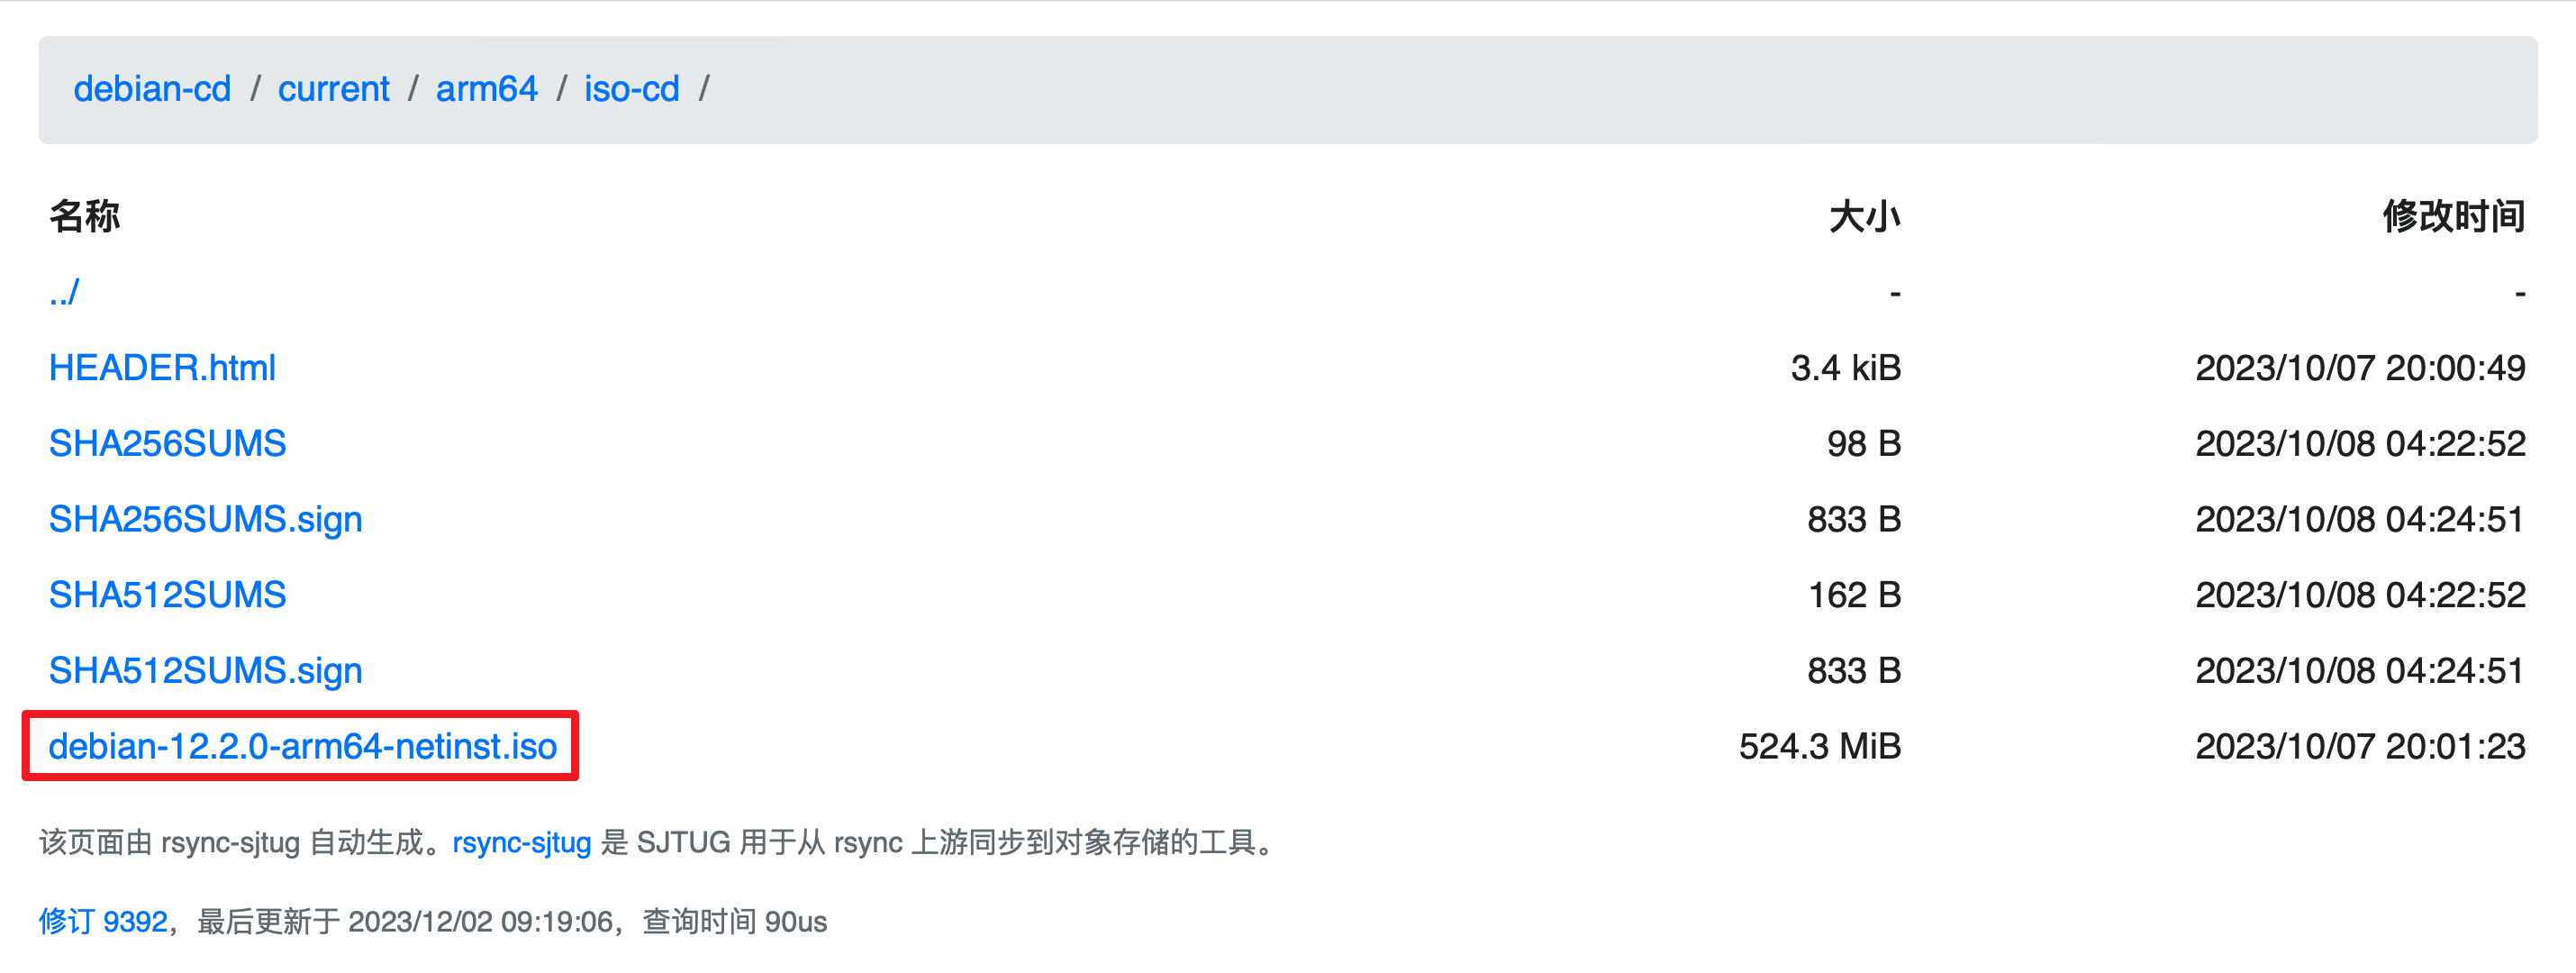 debian-cd / current / arm64 / iso-cd /
名称 大小 修改时间
../ - -
HEADER.html 3.4 kiB 2023/10/07 20:00:49
SHA256SUMS 98 B 2023/10/08 04:22:52
SHA256SUMS.sign 833 B 2023/10/08 04:24:51
SHA512SUMS 162 B 2023/10/08 04:22:52
SHA512SUMS.sign 833 B 2023/10/08 04:24:51
debian-12.2.0-arm64-netinst.iso 524.3 MiB 2023/10/07 20:01:23
该页面由 rsync-sjtug 自动生成。rsync-sjtug 是 SJTUG 用于从 rsync 上游同步到对象存储的工具。
修订 9392，最后更新于 2023/12/02 09:19:06，查询时间 90us